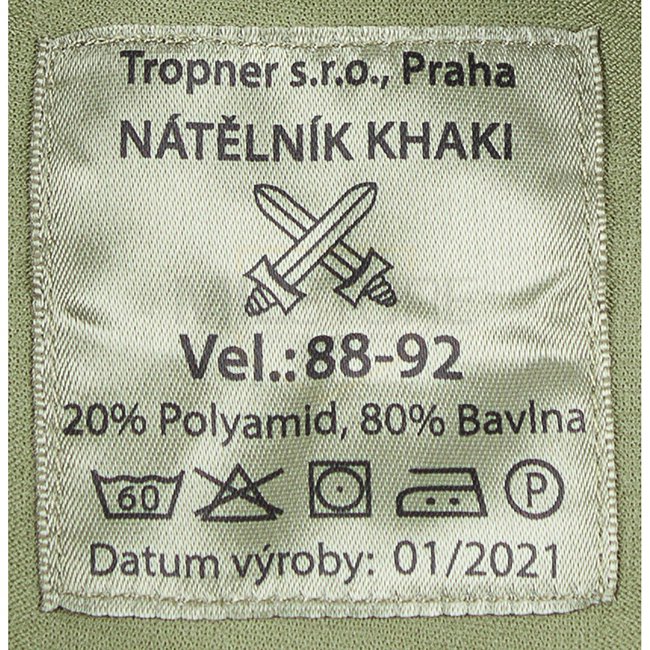 Tropner s.r.o., Praha
NÁTĚLNÍK KHAKI
Vel.: 88-92
20% Polyamid, 80% Bavlna
60 P
Datum výroby: 01/2021